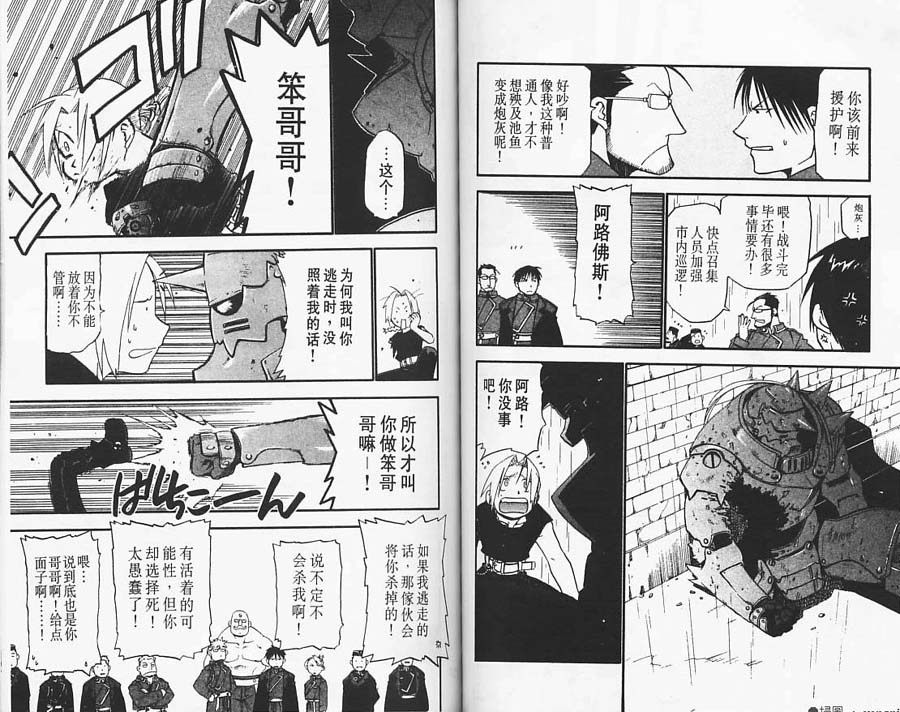 你该前来
援护啊！
好吵啊！
像我这种普
通人，才不
想殃及池鱼
变成炮灰呢！
炮灰…
喂！战斗完
毕还有很多
事情要办！
快点召集
人员加强
市内巡逻！
阿路佛斯！
阿路！
你没事
吧！
…这个…
笨哥哥！
ゴン
为何我叫你
逃走时，没
照着我的话！
因为不能
放着你不
管啊……
所以才叫
你做笨哥
哥嘛－！
ばちこーん
如果我逃走的
话，那傢伙会
将你杀掉的！
说不定不
会杀我啊！
有活着的可
能性，但你
却选择死！
太愚蠢了！
喂…
说到底也是你
哥哥啊！给点
面子啊……！